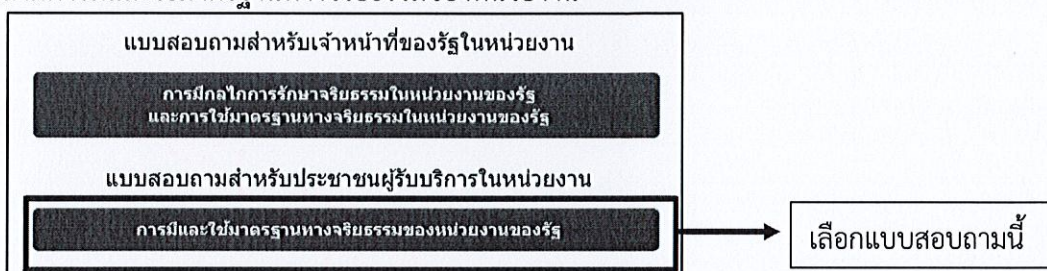 แบบสอบถามสำหรับเจ้าหน้าที่ของรัฐในหน่วยงาน
การมีกลไกการรักษาจริยธรรมในหน่วยงานของรัฐ
และการใช้มาตรฐานทางจริยธรรมในหน่วยงานของรัฐ
แบบสอบถามสำหรับประชาชนผู้รับบริการในหน่วยงาน
การมีและใช้มาตรฐานทางจริยธรรมของหน่วยงานของรัฐ
เลือกแบบสอบถามนี้